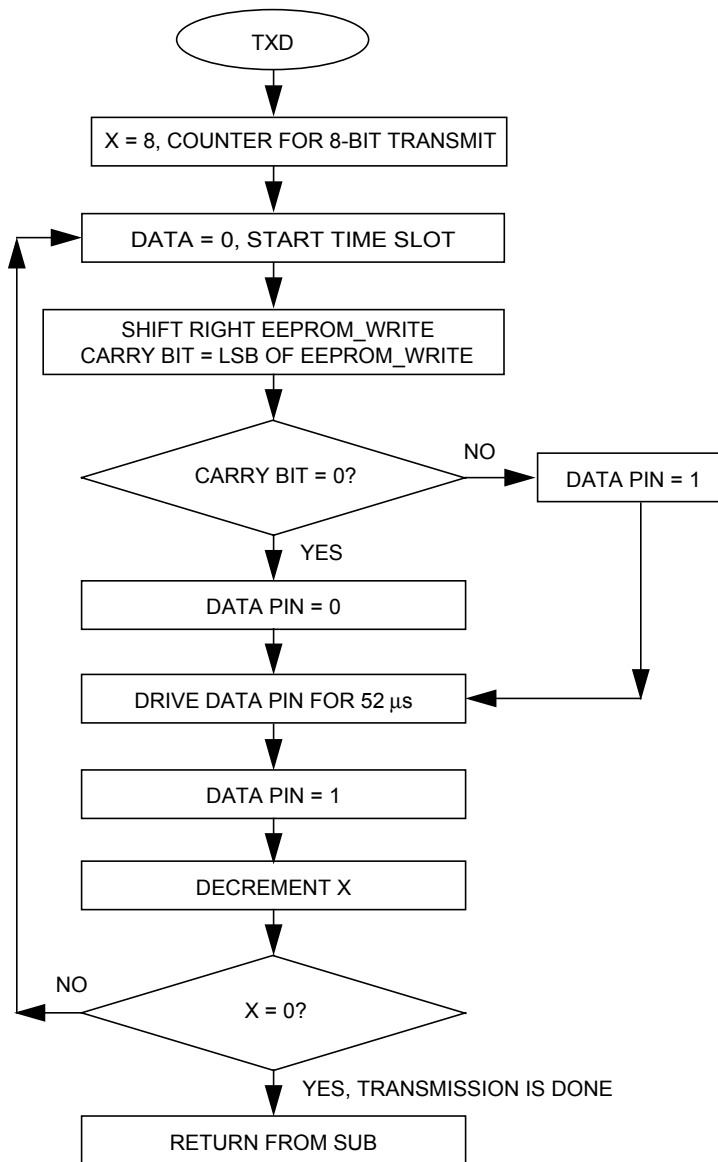 TXD
X = 8, COUNTER FOR 8-BIT TRANSMIT
DATA = 0, START TIME SLOT
SHIFT RIGHT EEPROM_WRITE
CARRY BIT = LSB OF EEPROM_WRITE
CARRY BIT = 0?
NO
DATA PIN = 1
YES
DATA PIN = 0
DRIVE DATA PIN FOR 52 µs
DATA PIN = 1
DECREMENT X
NO
X = 0?
YES, TRANSMISSION IS DONE
RETURN FROM SUB